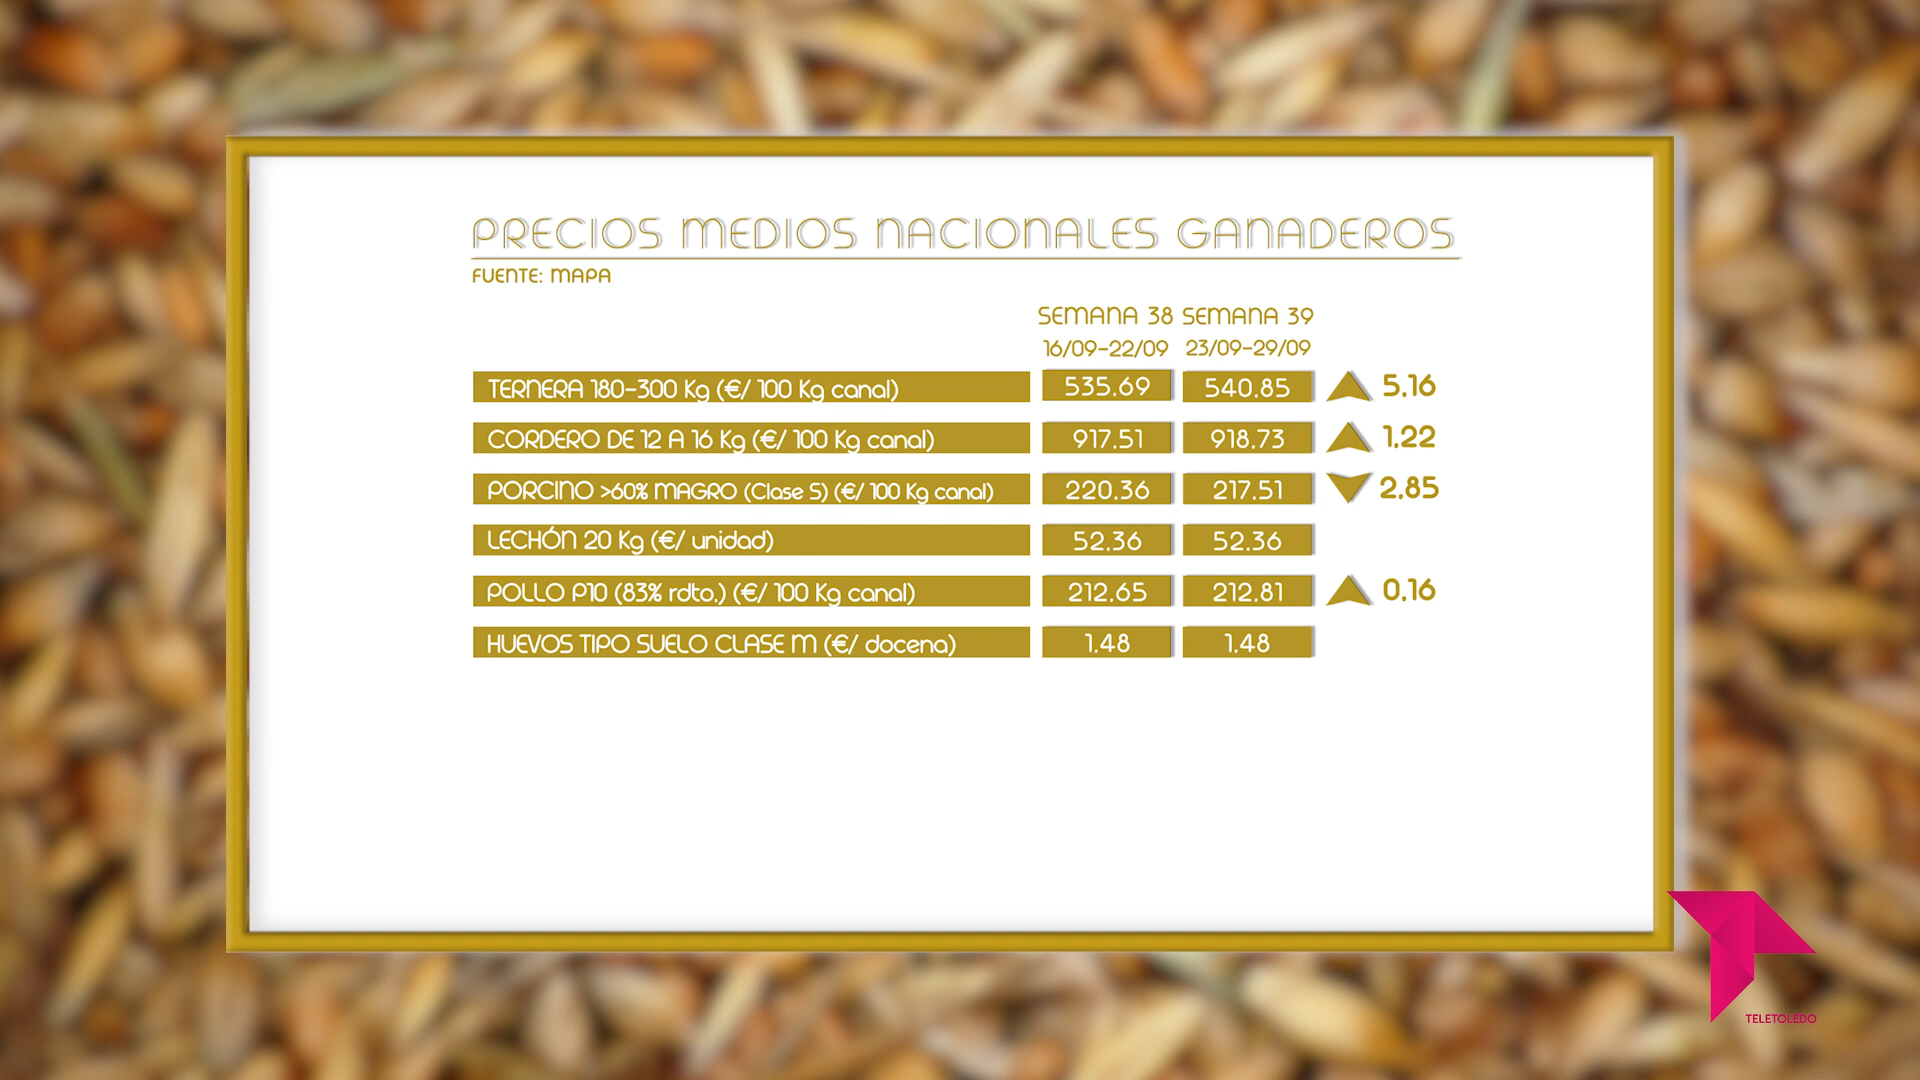 PRECIOS MEDIOS NACIONALES GANADEROS
FUENTE: MAPA
SEMANA 38 SEMANA 39
16/09-22/09 23/09-29/09
TERNERA 180-300 Kg (€/ 100 Kg canal) 535.69 540.85 5,16
CORDERO DE 12 A 16 Kg (€/ 100 Kg canal) 917.51 918.73 1.22
PORCINO >60% MAGRO (Clase S) (€/ 100 Kg canal) 220.36 217.51 2,85
LECHÓN 20 Kg (€/ unidad) 52.36 52.36
POLLO P10 (83% rdto.) (€/ 100 Kg canal) 212.65 212.81 0,16
HUEVOS TIPO SUELO CLASE M (€/ docena) 1.48 1.48
TELETOLEDO